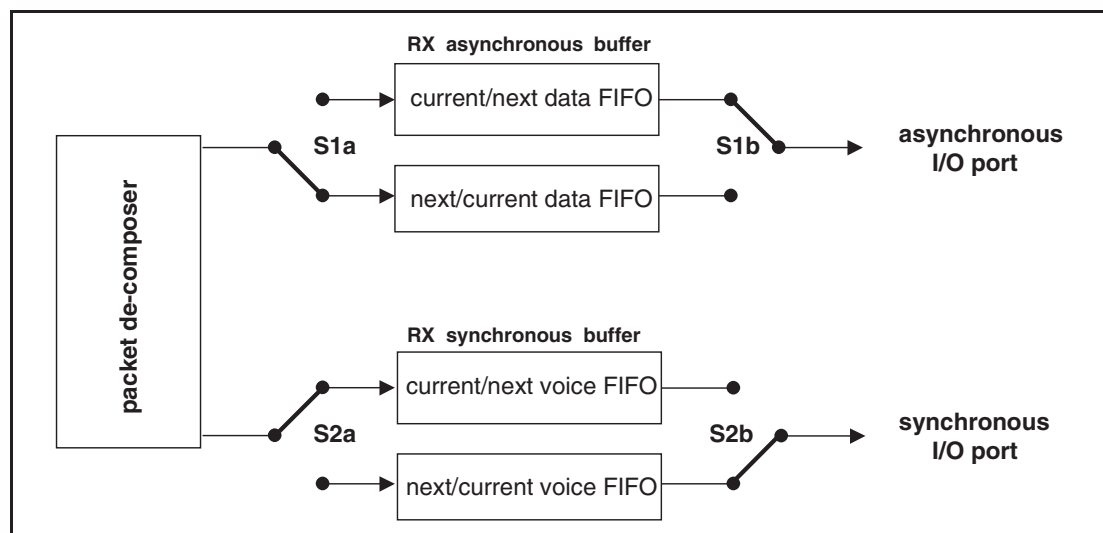 packet de-composer
RX asynchronous buffer
current/next data FIFO
S1a
S1b
next/current data FIFO
asynchronous
I/O port
RX synchronous buffer
current/next voice FIFO
S2a
S2b
next/current voice FIFO
synchronous
I/O port